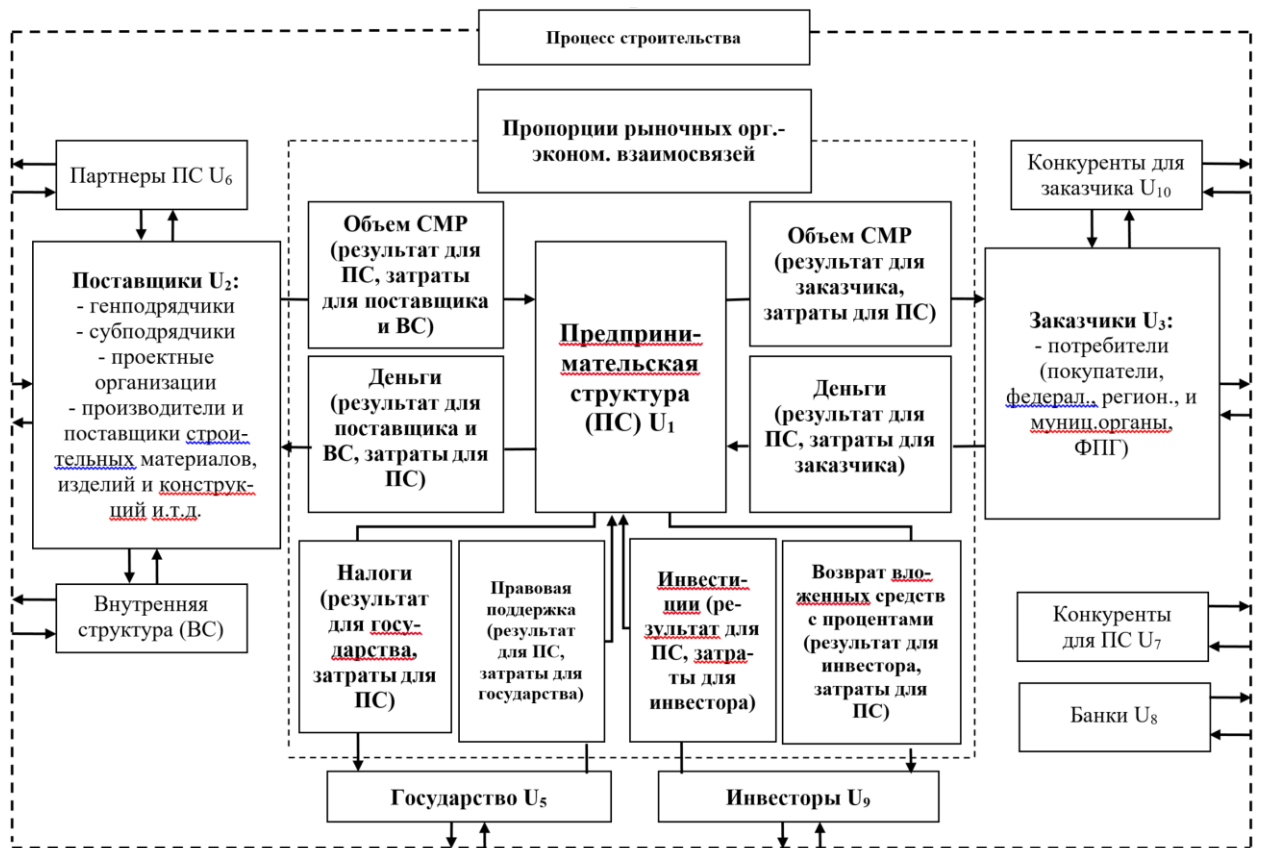 Процесс строительства
Пропорции рыночных орг.-
эконом. взаимосвязей
Партнеры ПС U₆
Конкуренты для
заказчика U₁₀
Поставщики U₂:
- генподрядчики
- субподрядчики
- проектные
организации
- производители и
поставщики строи-
тельных материалов,
изделий и конструк-
ций и.т.д.
Объем СМР
(результат для
ПС, затраты
для поставщика
и ВС)
Деньги
(результат для
поставщика и
ВС, затраты для
ПС)
Предприни-
мательская
структура
(ПС) U₁
Объем СМР
(результат для
заказчика,
затраты для ПС)
Деньги
(результат для
ПС, затраты для
заказчика)
Заказчики U₃:
- потребители
(покупатели,
федерал., регион., и
муниц.органы,
ФПГ)
Внутренняя
структура (ВС)
Налоги
(результат
для госу-
дарства,
затраты для
ПС)
Правовая
поддержка
(результат
для ПС,
затраты для
государства)
Инвести-
ции (ре-
зультат для
ПС, затра-
ты для
инвестора)
Возврат вло-
женных средств
с процентами
(результат для
инвестора,
затраты для
ПС)
Конкуренты
для ПС U₇
Банки U₈
Государство U₅
Инвесторы U₉